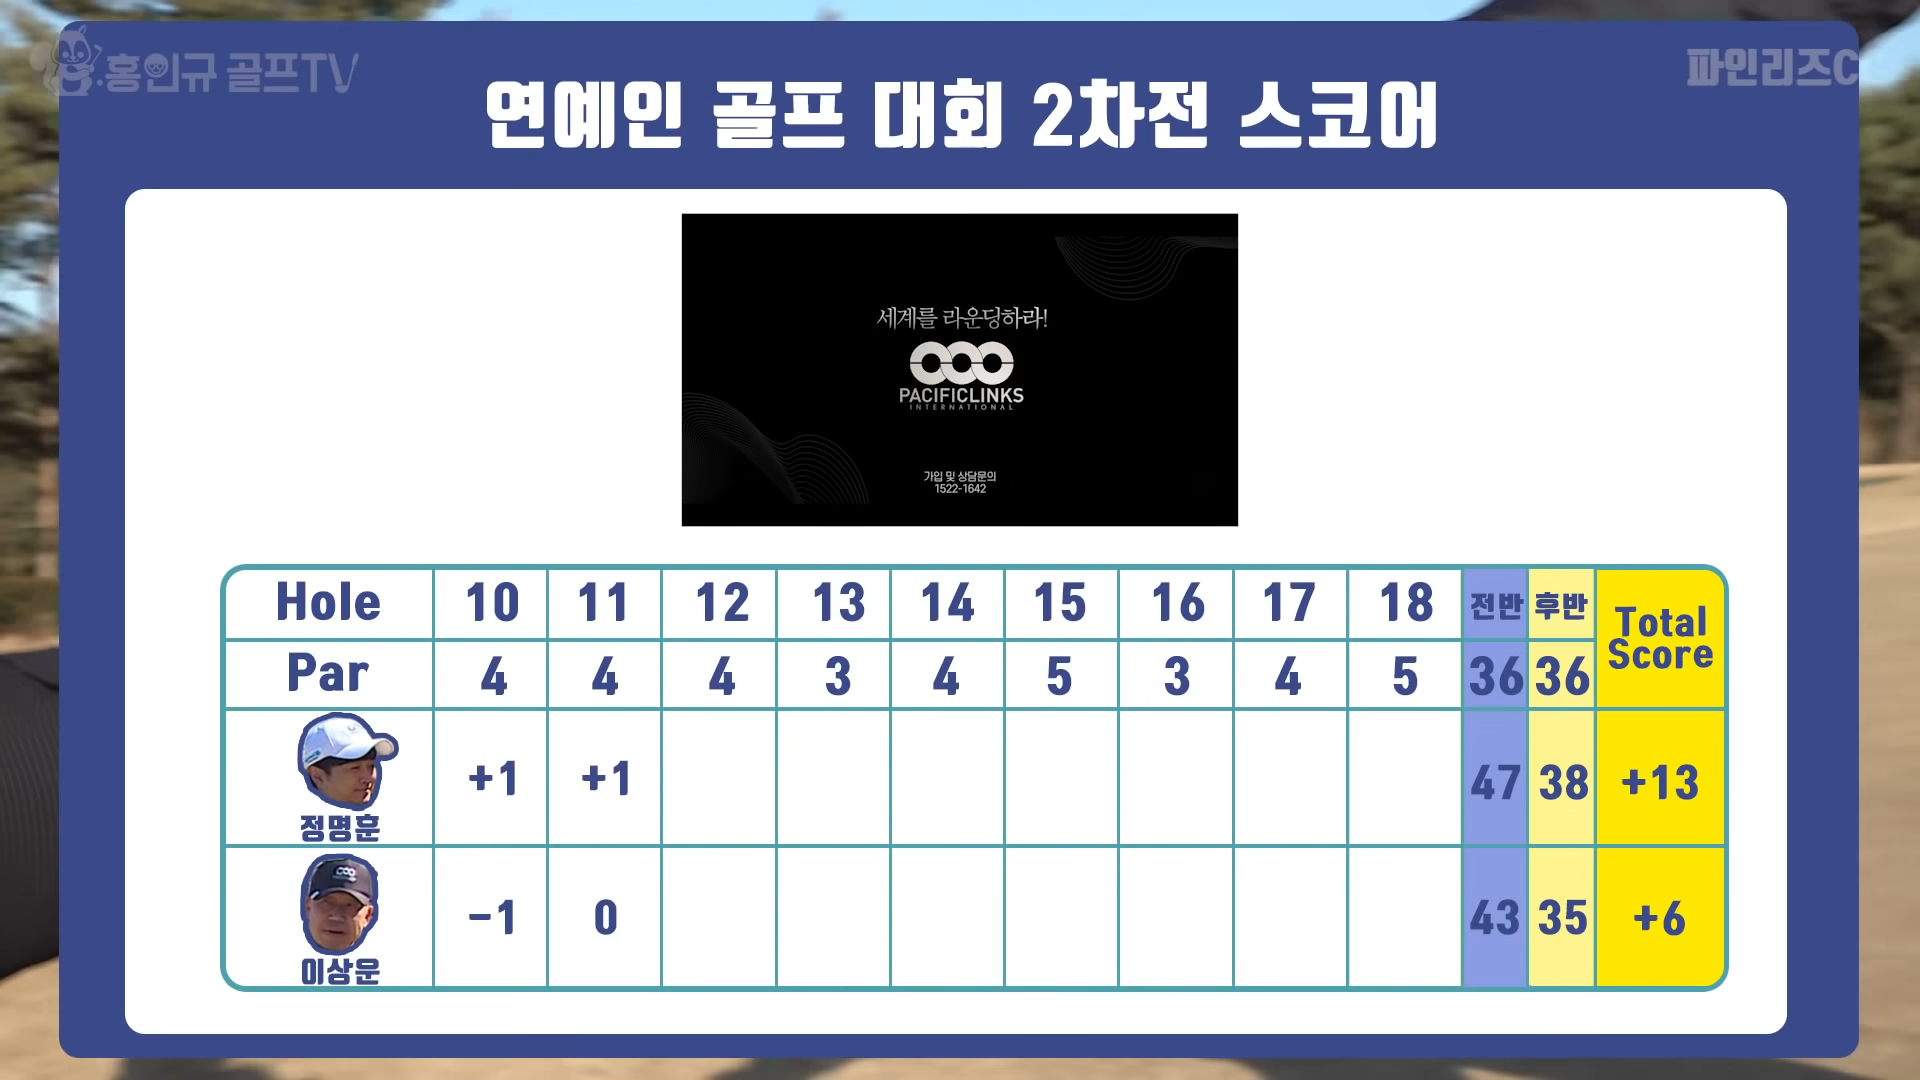 홍인규 골프TV
파인리즈C
연예인 골프 대회 2차전 스코어
세계를 라운딩하라!
PACIFICLINKS
INTERNATIONAL
가입 및 상담문의
1522-1642
Hole 10 11 12 13 14 15 16 17 18 전반 후반 Total Score
Par 4 4 4 3 4 5 3 4 5 36 36
정명훈 +1 +1 47 38 +13
이상운 -1 0 43 35 +6